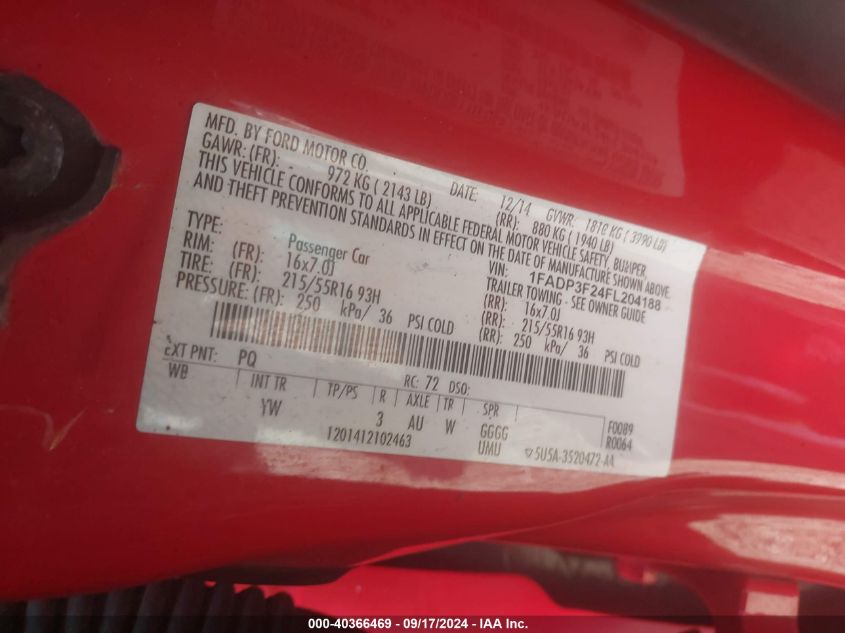 MFD. BY FORD MOTOR CO.
DATE: 12/14 GVWR: 1810 KG ( 3990 LB)
GAWR: (FR): 972 KG ( 2143 LB) (RR): 880 KG ( 1940 LB)
THIS VEHICLE CONFORMS TO ALL APPLICABLE FEDERAL MOTOR VEHICLE SAFETY, BUMPER
AND THEFT PREVENTION STANDARDS IN EFFECT ON THE DATE OF MANUFACTURE SHOWN ABOVE.
VIN: 1FADP3F24FL204188
TYPE: Passenger Car TRAILER TOWING - SEE OWNER GUIDE
RIM: (FR): 16x7.0J (RR): 16x7.0J
TIRE: (FR): 215/55R16 93H (RR): 215/55R16 93H
PRESSURE: (FR): 250 kPa/ 36 PSI COLD (RR): 250 kPa/ 36 PSI COLD
EXT PNT: PQ RC: 72 DSO:
WB INT TR TP/PS R AXLE TR SPR F0089
YW 3 AU W GGGG R0064
1201412102463 UMU ▽5U5A-3520472-AA
000-40366469 - 09/17/2024 - IAA Inc.